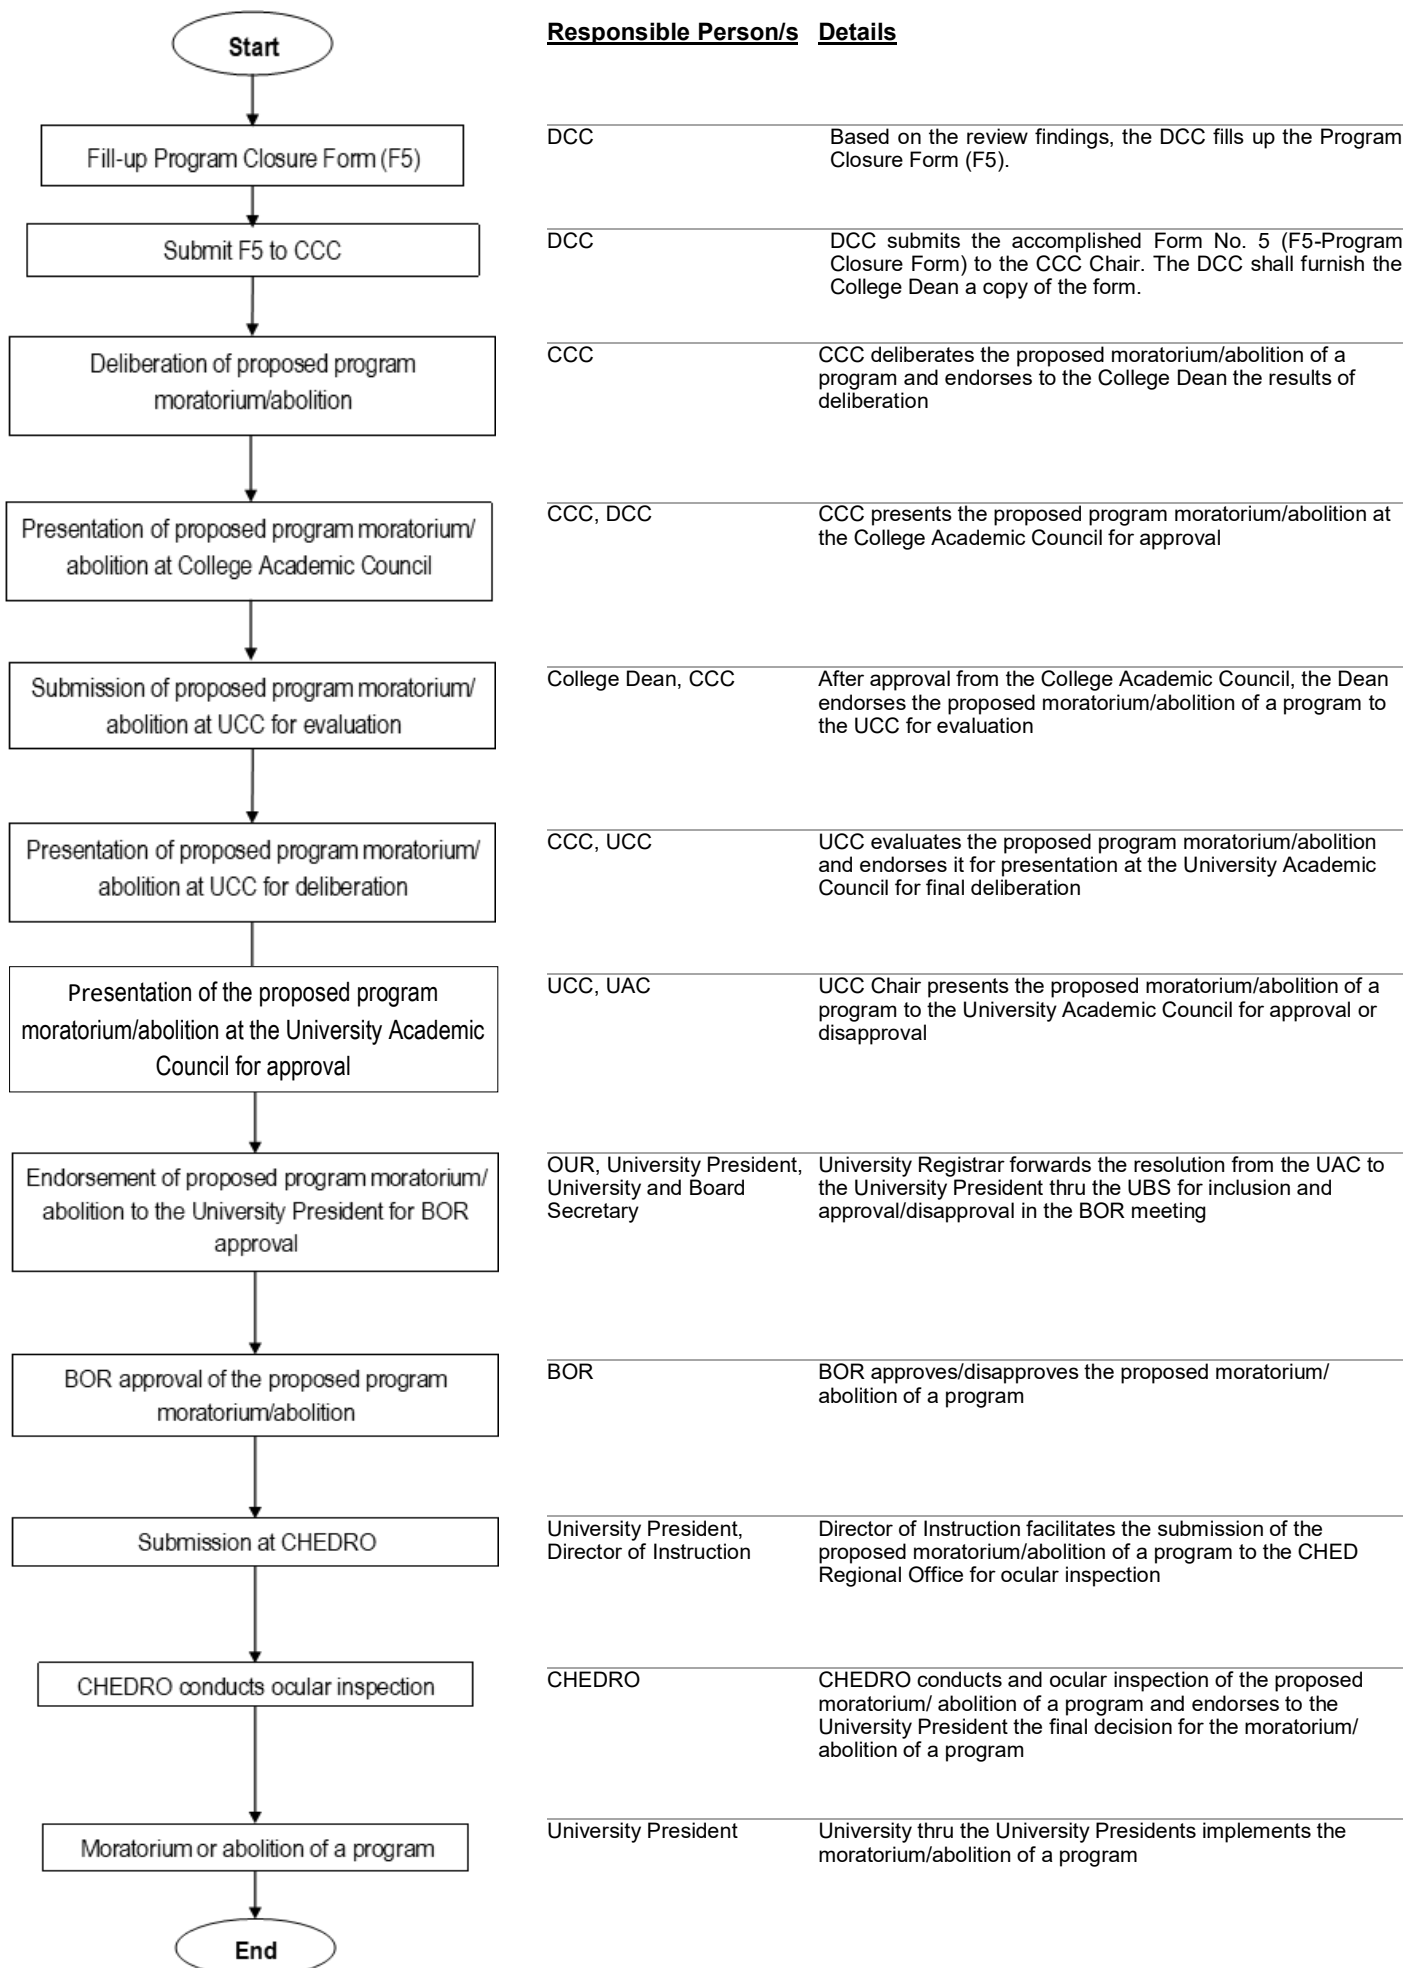 Start
Responsible Person/s Details
Fill-up Program Closure Form (F5)
DCC
Based on the review findings, the DCC fills up the Program
Closure Form (F5).
Submit F5 to CCC
DCC
DCC submits the accomplished Form No. 5 (F5-Program
Closure Form) to the CCC Chair. The DCC shall furnish the
College Dean a copy of the form.
Deliberation of proposed program
moratorium/abolition
CCC
CCC deliberates the proposed moratorium/abolition of a
program and endorses to the College Dean the results of
deliberation
Presentation of proposed program moratorium/
abolition at College Academic Council
CCC, DCC
CCC presents the proposed program moratorium/abolition at
the College Academic Council for approval
Submission of proposed program moratorium/
abolition at UCC for evaluation
College Dean, CCC
After approval from the College Academic Council, the Dean
endorses the proposed moratorium/abolition of a program to
the UCC for evaluation
Presentation of proposed program moratorium/
abolition at UCC for deliberation
CCC, UCC
UCC evaluates the proposed program moratorium/abolition
and endorses it for presentation at the University Academic
Council for final deliberation
Presentation of the proposed program
moratorium/abolition at the University Academic
Council for approval
UCC, UAC
UCC Chair presents the proposed moratorium/abolition of a
program to the University Academic Council for approval or
disapproval
Endorsement of proposed program moratorium/
abolition to the University President for BOR
approval
OUR, University President,
University and Board
Secretary
University Registrar forwards the resolution from the UAC to
the University President thru the UBS for inclusion and
approval/disapproval in the BOR meeting
BOR approval of the proposed program
moratorium/abolition
BOR
BOR approves/disapproves the proposed moratorium/
abolition of a program
Submission at CHEDRO
University President,
Director of Instruction
Director of Instruction facilitates the submission of the
proposed moratorium/abolition of a program to the CHED
Regional Office for ocular inspection
CHEDRO conducts ocular inspection
CHEDRO
CHEDRO conducts and ocular inspection of the proposed
moratorium/ abolition of a program and endorses to the
University President the final decision for the moratorium/
abolition of a program
Moratorium or abolition of a program
University President
University thru the University Presidents implements the
moratorium/abolition of a program
End